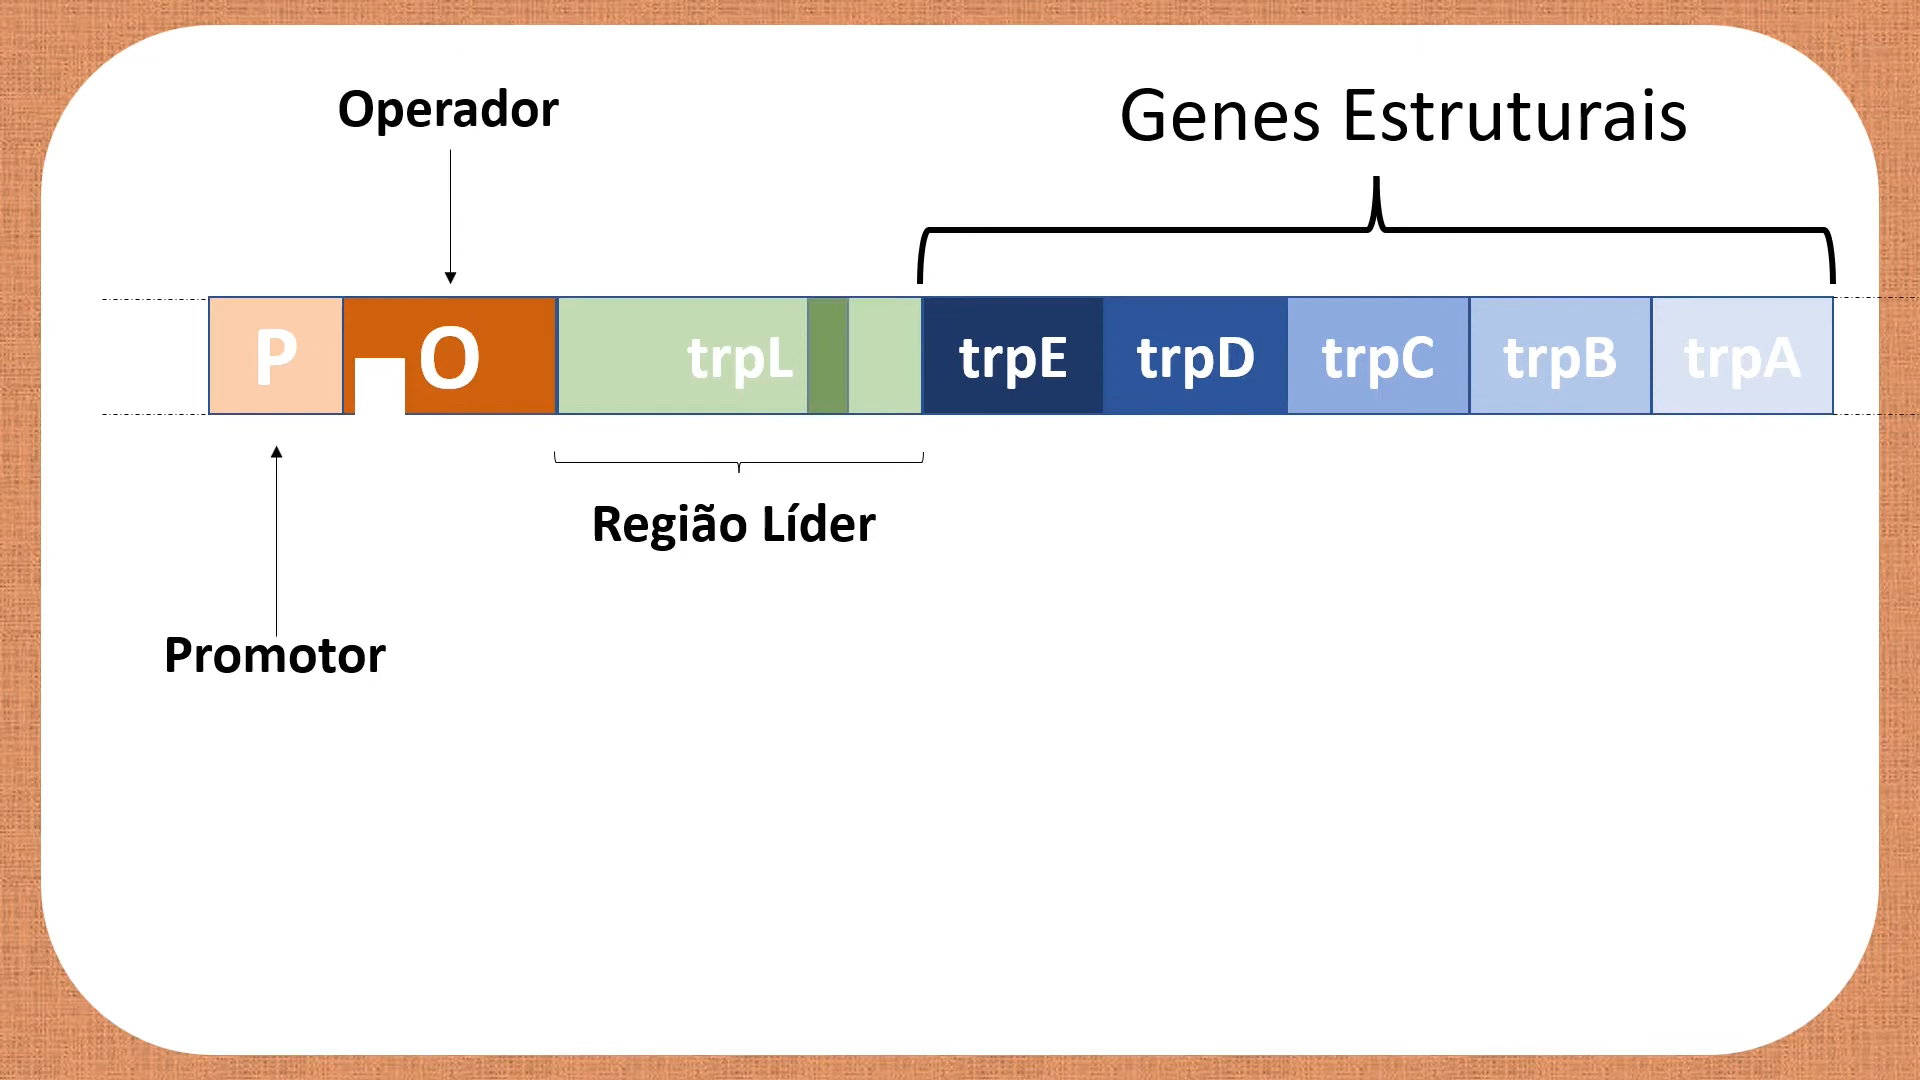 Operador
Genes Estruturais
P O trpL trpE trpD trpC trpB trpA
Região Líder
Promotor